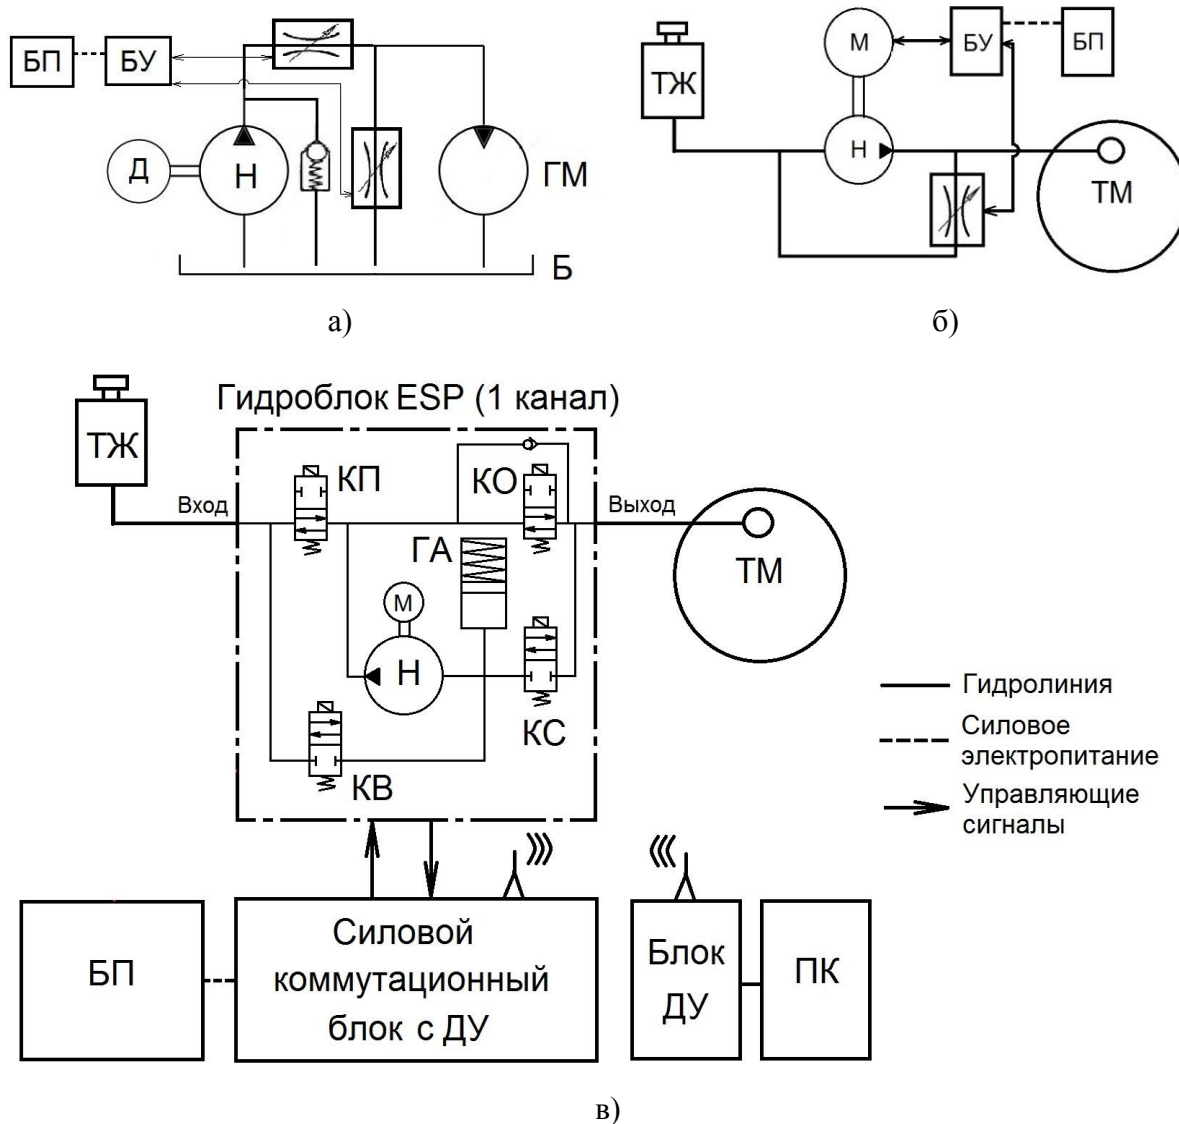 БП
БУ
Д
Н
ГМ
Б
а)
ТЖ
М
БУ
БП
Н
ТМ
б)
Гидроблок ESP (1 канал)
ТЖ
КП
КО
Вход
Выход
ГА
М
Н
ТМ
КС
КВ
Гидролиния
Силовое
электропитание
Управляющие
сигналы
БП
Силовой
коммутационный
блок с ДУ
Блок
ДУ
ПК
в)